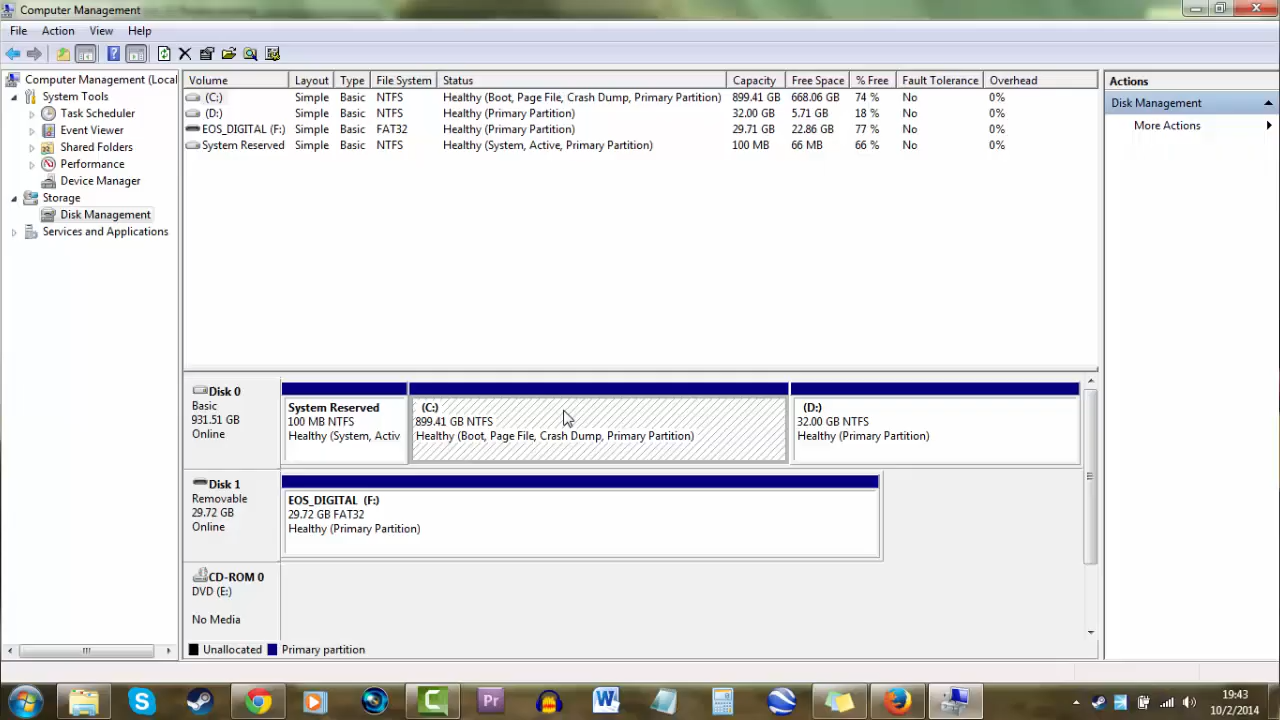 Computer Management
File Action View Help
Volume Layout Type File System Status Capacity Free Space % Free Fault Tolerance Overhead
(C:) Simple Basic NTFS Healthy (Boot, Page File, Crash Dump, Primary Partition) 899.41 GB 668.06 GB 74 % No 0%
(D:) Simple Basic NTFS Healthy (Primary Partition) 32.00 GB 5.71 GB 18 % No 0%
EOS_DIGITAL (F:) Simple Basic FAT32 Healthy (Primary Partition) 29.71 GB 22.86 GB 77 % No 0%
System Reserved Simple Basic NTFS Healthy (System, Active, Primary Partition) 100 MB 66 MB 66 % No 0%
Computer Management (Local
System Tools
Task Scheduler
Event Viewer
Shared Folders
Performance
Device Manager
Storage
Disk Management
Services and Applications
Actions
Disk Management
More Actions
Disk 0
Basic
931.51 GB
Online
System Reserved
100 MB NTFS
Healthy (System, Activ
(C:)
899.41 GB NTFS
Healthy (Boot, Page File, Crash Dump, Primary Partition)
(D:)
32.00 GB NTFS
Healthy (Primary Partition)
Disk 1
Removable
29.72 GB
Online
EOS_DIGITAL (F:)
29.72 GB FAT32
Healthy (Primary Partition)
CD-ROM 0
DVD (E:)
No Media
Unallocated Primary partition
Pr
19:43
10/2/2014